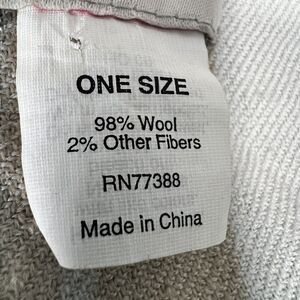 ONE SIZE
98% Wool
2% Other Fibers
RN77388
Made in China